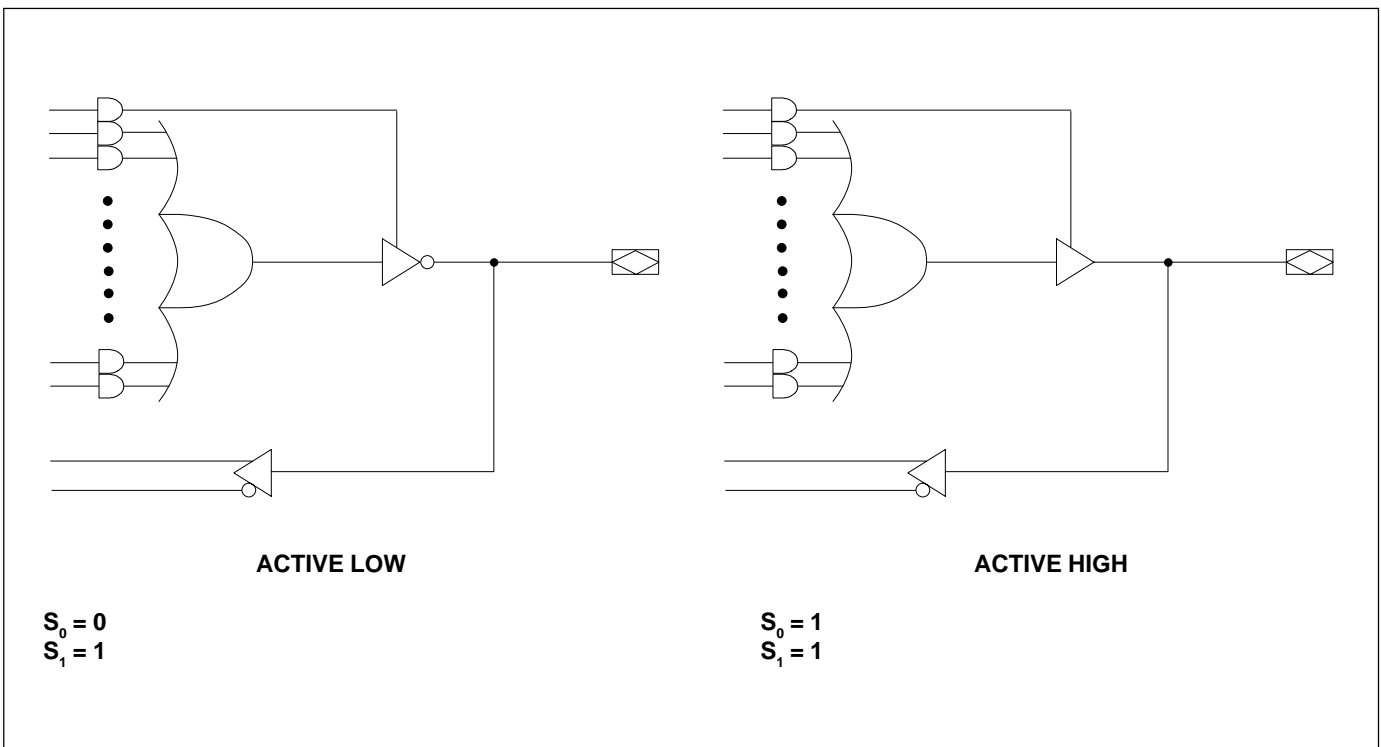 ACTIVE LOW
ACTIVE HIGH
S0 = 0
S1 = 1
S0 = 1
S1 = 1